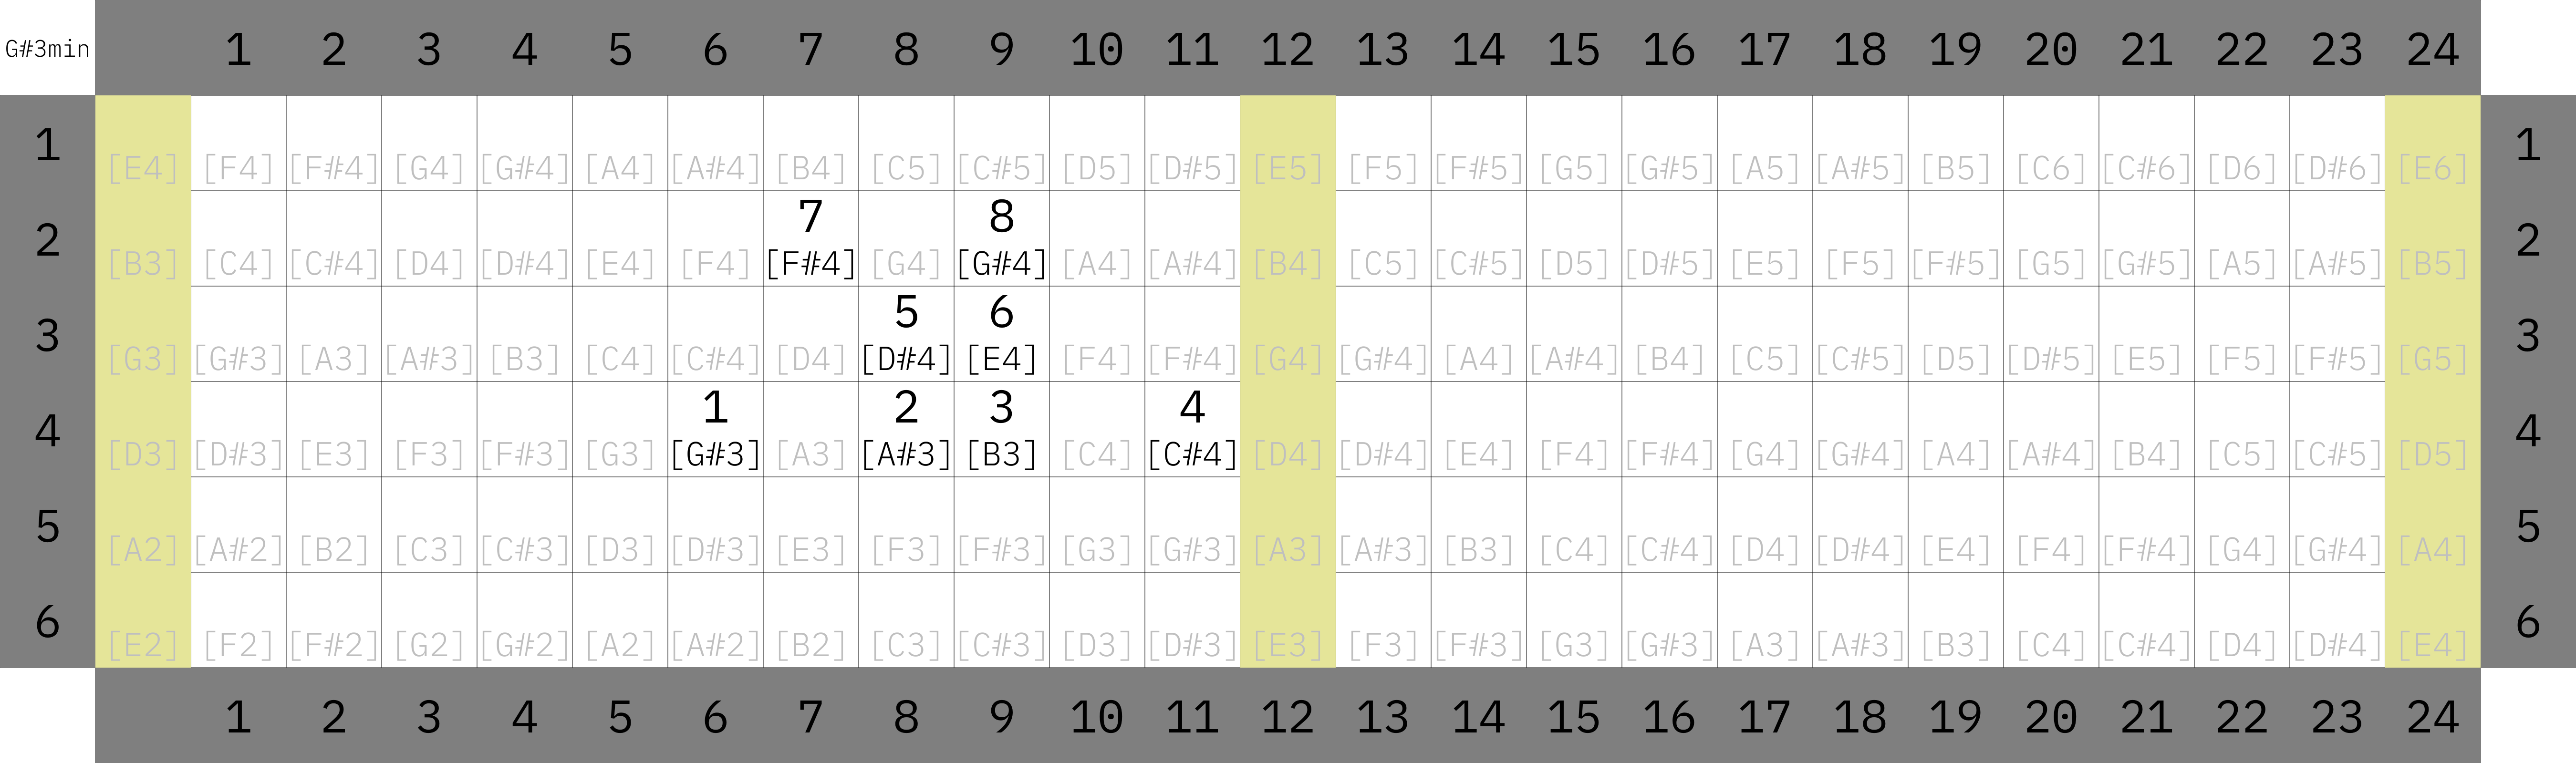 G#3min 1 2 3 4 5 6 7 8 9 10 11 12 13 14 15 16 17 18 19 20 21 22 23 24
1 [E4] [F4] [F#4] [G4] [G#4] [A4] [A#4] [B4] [C5] [C#5] [D5] [D#5] [E5] [F5] [F#5] [G5] [G#5] [A5] [A#5] [B5] [C6] [C#6] [D6] [D#6] [E6] 1
7 8
2 [B3] [C4] [C#4] [D4] [D#4] [E4] [F4] [F#4] [G4] [G#4] [A4] [A#4] [B4] [C5] [C#5] [D5] [D#5] [E5] [F5] [F#5] [G5] [G#5] [A5] [A#5] [B5] 2
5 6
3 [G3] [G#3] [A3] [A#3] [B3] [C4] [C#4] [D4] [D#4] [E4] [F4] [F#4] [G4] [G#4] [A4] [A#4] [B4] [C5] [C#5] [D5] [D#5] [E5] [F5] [F#5] [G5] 3
1 2 3 4
4 [D3] [D#3] [E3] [F3] [F#3] [G3] [G#3] [A3] [A#3] [B3] [C4] [C#4] [D4] [D#4] [E4] [F4] [F#4] [G4] [G#4] [A4] [A#4] [B4] [C5] [C#5] [D5] 4
5 [A2] [A#2] [B2] [C3] [C#3] [D3] [D#3] [E3] [F3] [F#3] [G3] [G#3] [A3] [A#3] [B3] [C4] [C#4] [D4] [D#4] [E4] [F4] [F#4] [G4] [G#4] [A4] 5
6 [E2] [F2] [F#2] [G2] [G#2] [A2] [A#2] [B2] [C3] [C#3] [D3] [D#3] [E3] [F3] [F#3] [G3] [G#3] [A3] [A#3] [B3] [C4] [C#4] [D4] [D#4] [E4] 6
1 2 3 4 5 6 7 8 9 10 11 12 13 14 15 16 17 18 19 20 21 22 23 24